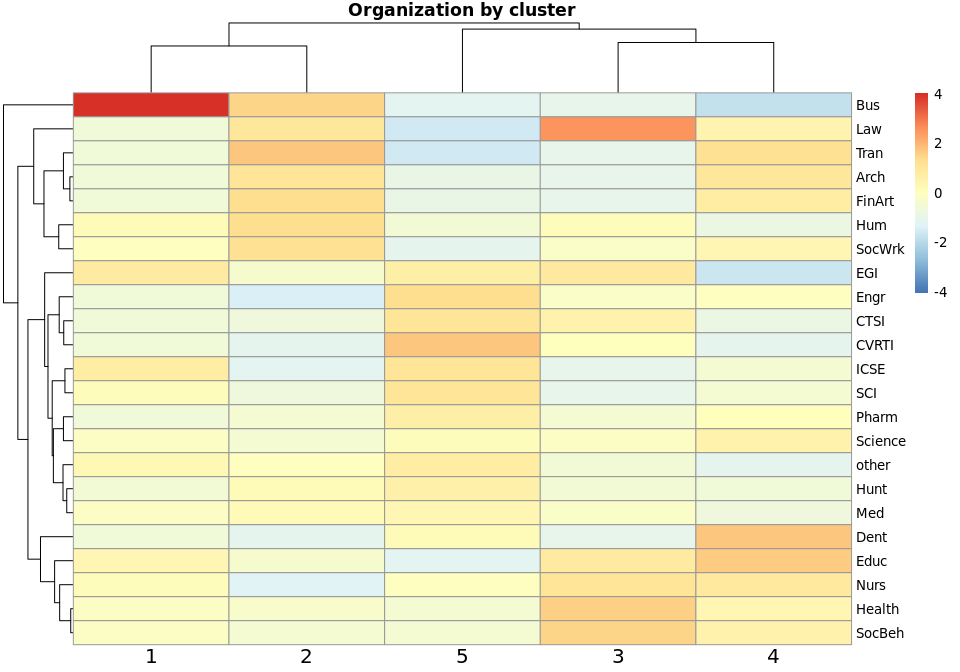 Organization by cluster
Bus
Law
Tran
Arch
FinArt
Hum
SocWrk
EGI
Engr
CTSI
CVRTI
ICSE
SCI
Pharm
Science
other
Hunt
Med
Dent
Educ
Nurs
Health
SocBeh
4
2
0
-2
-4
1 2 5 3 4